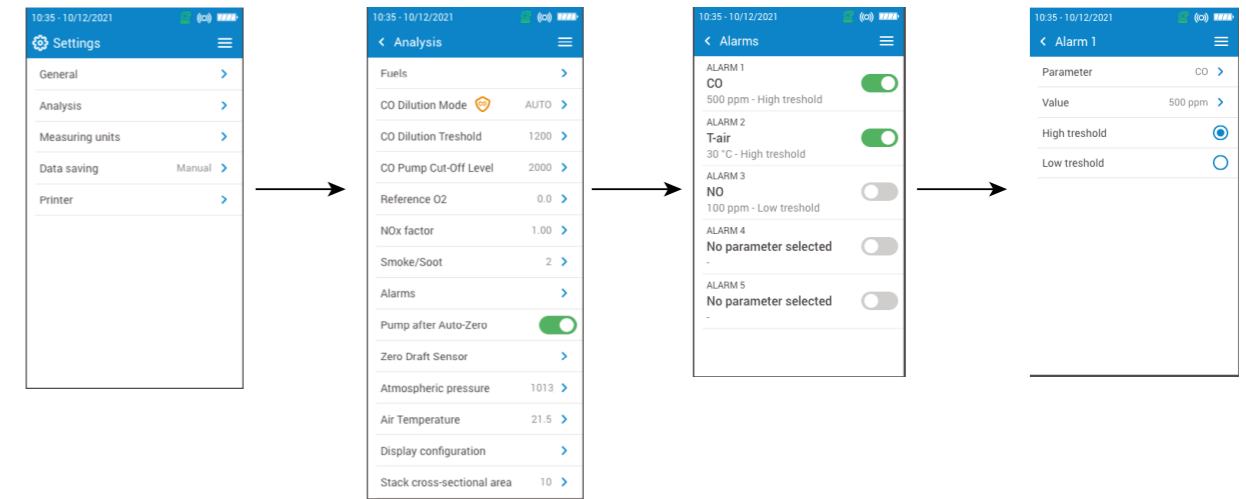 10:35 - 10/12/2021
Settings
General
Analysis
Measuring units
Data saving Manual
Printer
10:35 - 10/12/2021
Analysis
Fuels
CO Dilution Mode CO AUTO
CO Dilution Treshold 1200
CO Pump Cut-Off Level 2000
Reference O2 0.0
NOx factor 1.00
Smoke/Soot 2
Alarms
Pump after Auto-Zero
Zero Draft Sensor
Atmospheric pressure 1013
Air Temperature 21.5
Display configuration
Stack cross-sectional area 10
10:35 - 10/12/2021
Alarms
ALARM 1
CO
500 ppm - High treshold
ALARM 2
T-air
30 °C - High treshold
ALARM 3
NO
100 ppm - Low treshold
ALARM 4
No parameter selected
-
ALARM 5
No parameter selected
-
10:35 - 10/12/2021
Alarm 1
Parameter CO
Value 500 ppm
High treshold
Low treshold